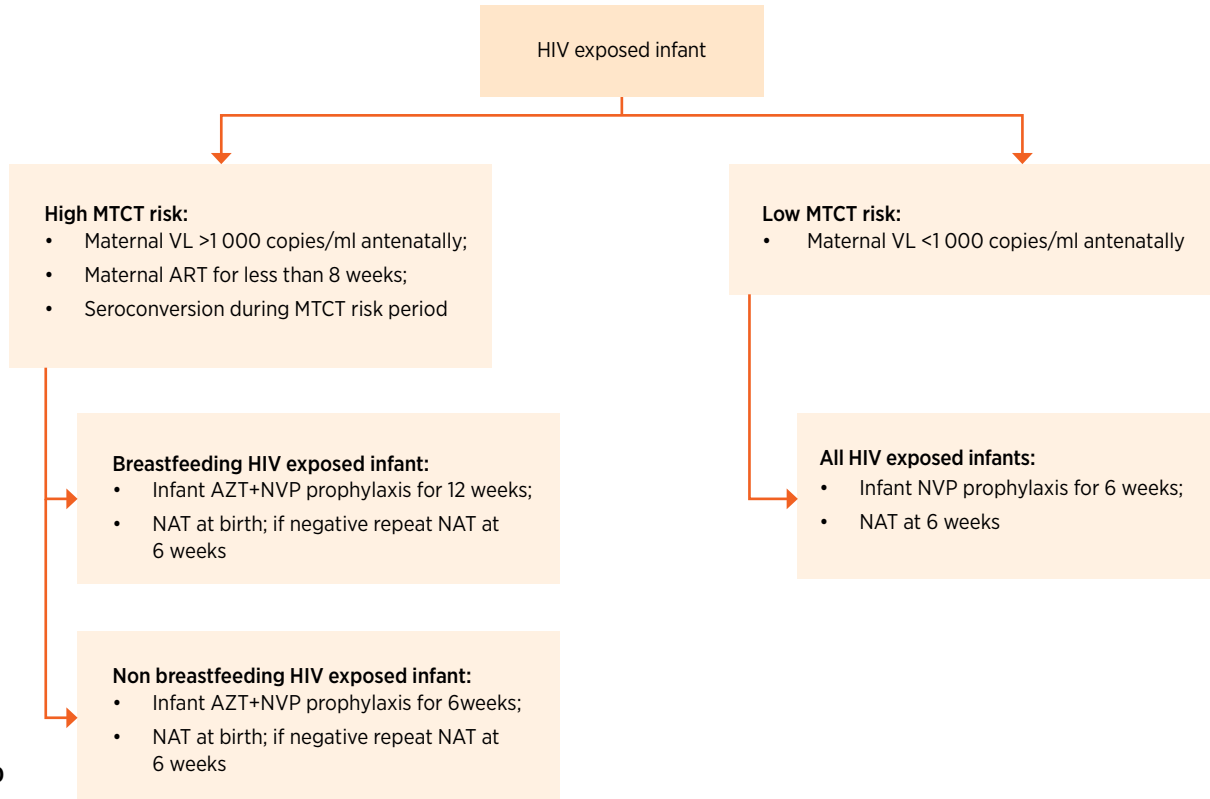 HIV exposed infant
High MTCT risk:
• Maternal VL >1 000 copies/ml antenatally;
• Maternal ART for less than 8 weeks;
• Seroconversion during MTCT risk period
Low MTCT risk:
• Maternal VL <1 000 copies/ml antenatally
Breastfeeding HIV exposed infant:
• Infant AZT+NVP prophylaxis for 12 weeks;
• NAT at birth; if negative repeat NAT at
6 weeks
All HIV exposed infants:
• Infant NVP prophylaxis for 6 weeks;
• NAT at 6 weeks
Non breastfeeding HIV exposed infant:
• Infant AZT+NVP prophylaxis for 6weeks;
• NAT at birth; if negative repeat NAT at
6 weeks